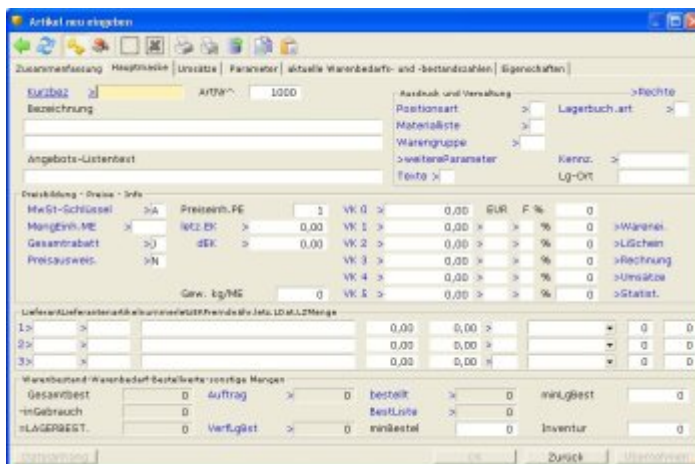 Artikel neu eingeben
Zusammenfassung Hauptmaske Umsätze Parameter aktuelle Warenbedarfs- und -bestandszahlen Eigenschaften
Kurzbez > ArtNr^ 1000 Ausdruck und Verwaltung >Rechte
Bezeichnung Positionsart > Lagerbuch.art >
Materialliste >
Warengruppe >
Angebots-Listentext >weitereParameter Kennz. >
Texte > Lg-Ort
Preisbildung - Preise - Info
MwSt-Schlüssel >A Preiseinh.PE 1 VK 0 > 0,00 EUR F % 0
MengEinh.ME > letz.EK > 0,00 VK 1 > 0,00 > > % 0 >Warenei.
Gesamtrabatt >J dEK > 0,00 VK 2 > 0,00 > > % 0 >LiSchein
Preisausweis. >N VK 3 > 0,00 > > % 0 >Rechnung
VK 4 > 0,00 > > % 0 >Umsätze
Gew. kg/ME 0 VK 5 > 0,00 > > % 0 >Statist.
1> > 0,00 0,00 > 0 0
2> > 0,00 0,00 > 0 0
3> > 0,00 0,00 > 0 0
Warenbestand-Warenbedarf-Bestellwerte-sonstige Mengen
Gesamtbest 0 Auftrag > 0 bestellt > 0 minLgBest 0
-inGebrauch 0 BestListe > 0
=LAGERBEST. 0 VerfLgBst > 0 minBestel 0 Inventur 0
OK Zurück Übernehmen